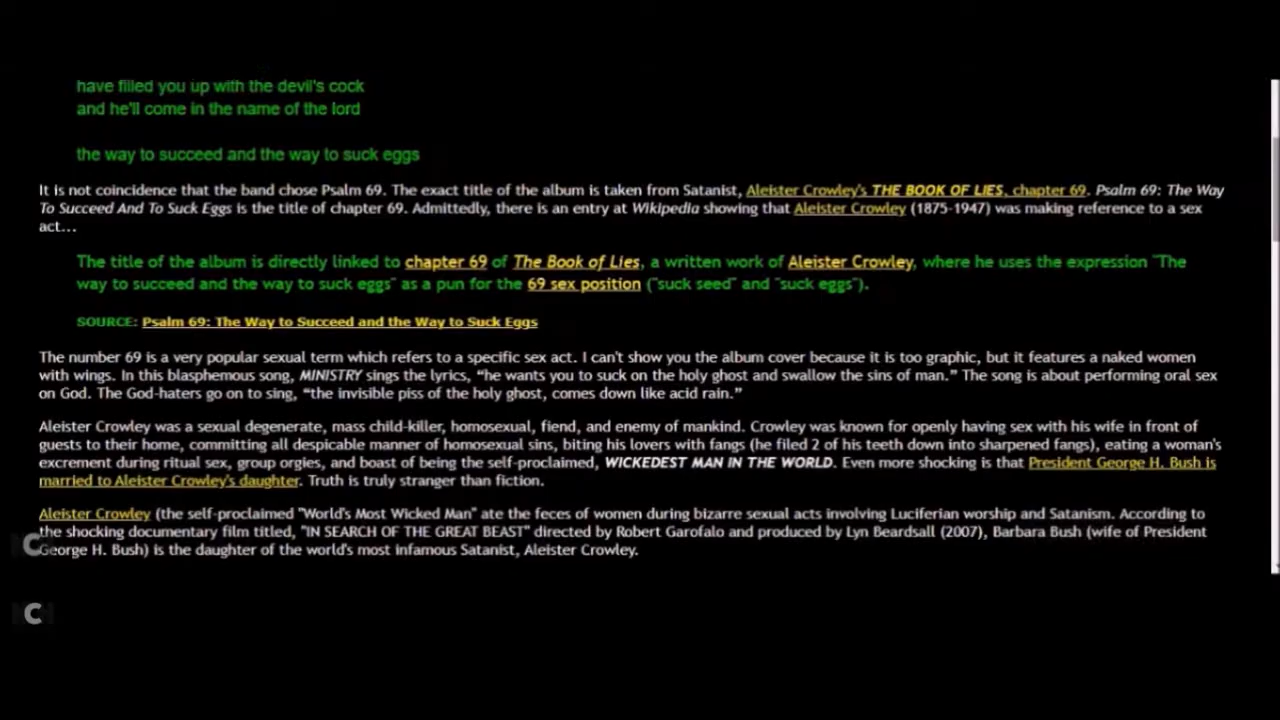 have filled you up with the devil's cock
and he'll come in the name of the lord
the way to succeed and the way to suck eggs
It is not coincidence that the band chose Psalm 69. The exact title of the album is taken from Satanist, Aleister Crowley's THE BOOK OF LIES, chapter 69. Psalm 69: The Way
To Succeed And To Suck Eggs is the title of chapter 69. Admittedly, there is an entry at Wikipedia showing that Aleister Crowley (1875-1947) was making reference to a sex
act...
The title of the album is directly linked to chapter 69 of The Book of Lies, a written work of Aleister Crowley, where he uses the expression "The
way to succeed and the way to suck eggs" as a pun for the 69 sex position ("suck seed" and "suck eggs").
SOURCE: Psalm 69: The Way to Succeed and the Way to Suck Eggs
The number 69 is a very popular sexual term which refers to a specific sex act. I can't show you the album cover because it is too graphic, but it features a naked women
with wings. In this blasphemous song, MINISTRY sings the lyrics, "he wants you to suck on the holy ghost and swallow the sins of man." The song is about performing oral sex
on God. The God-haters go on to sing, "the invisible piss of the holy ghost, comes down like acid rain."
Aleister Crowley was a sexual degenerate, mass child-killer, homosexual, fiend, and enemy of mankind. Crowley was known for openly having sex with his wife in front of
guests to their home, committing all despicable manner of homosexual sins, biting his lovers with fangs (he filed 2 of his teeth down into sharpened fangs), eating a woman's
excrement during ritual sex, group orgies, and boast of being the self-proclaimed, WICKEDEST MAN IN THE WORLD. Even more shocking is that President George H. Bush is
married to Aleister Crowley's daughter. Truth is truly stranger than fiction.
Aleister Crowley (the self-proclaimed "World's Most Wicked Man" ate the feces of women during bizarre sexual acts involving Luciferian worship and Satanism. According to
the shocking documentary film titled, "IN SEARCH OF THE GREAT BEAST" directed by Robert Garofalo and produced by Lyn Beardsall (2007), Barbara Bush (wife of President
George H. Bush) is the daughter of the world's most infamous Satanist, Aleister Crowley.
C